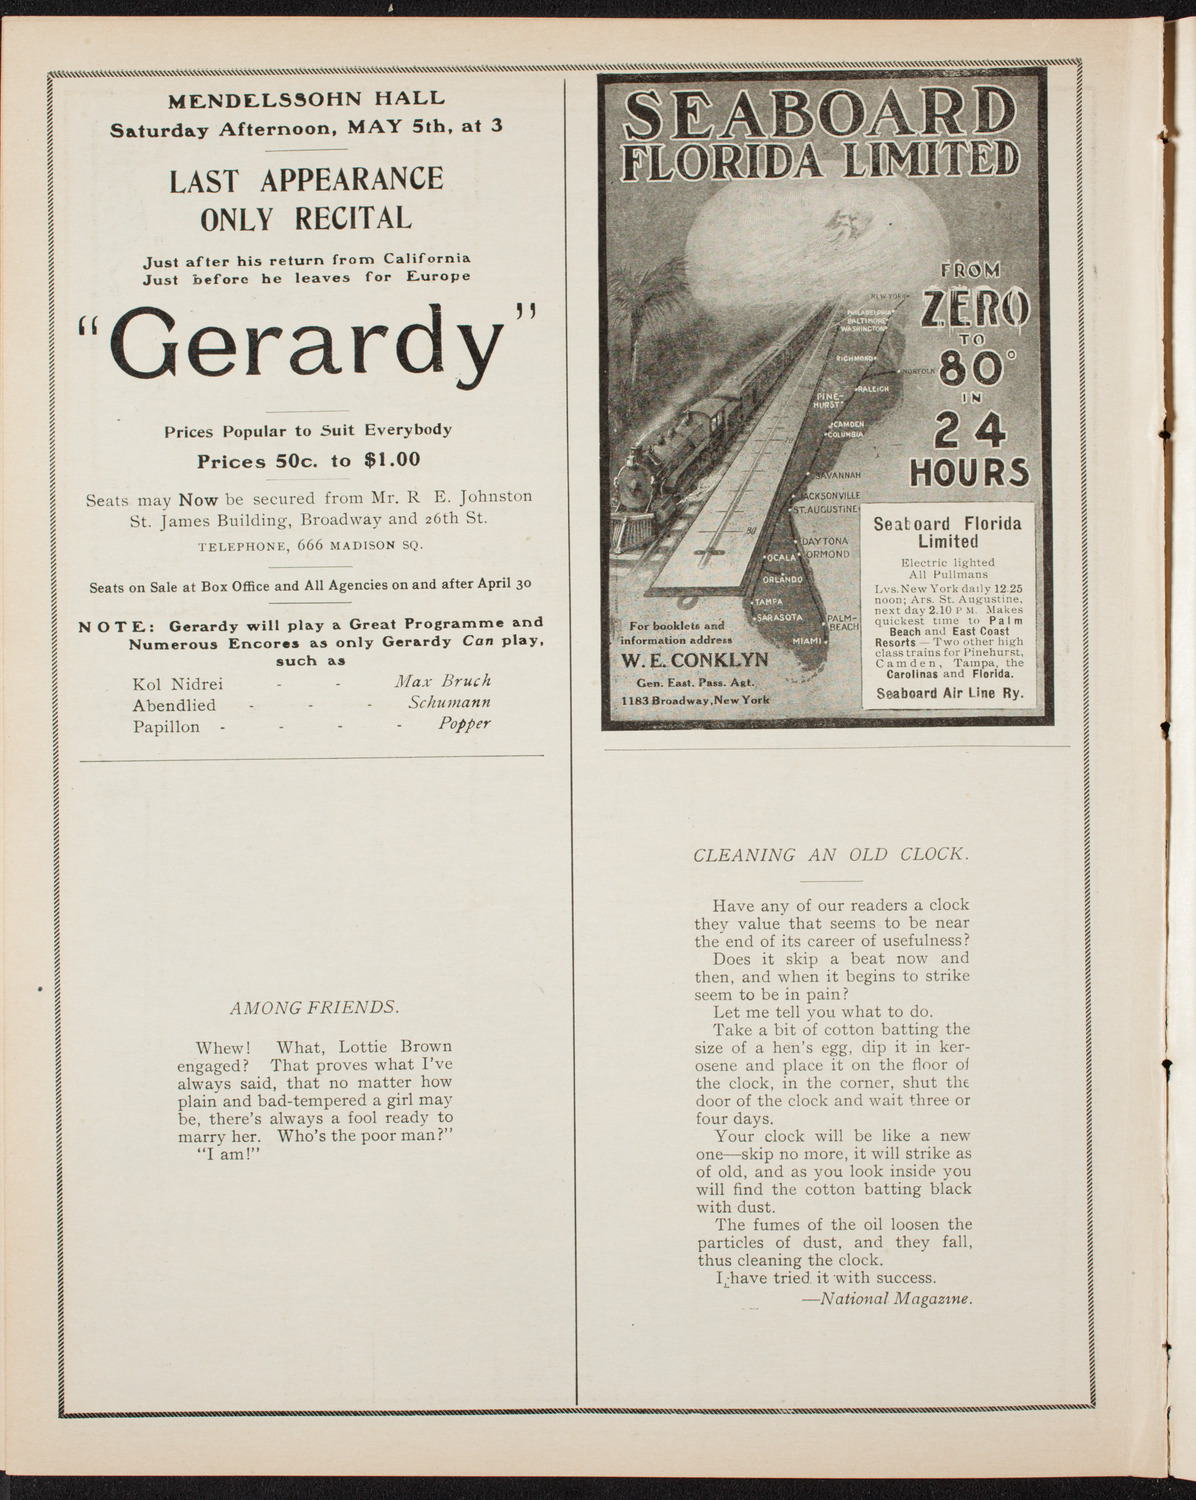 MENDELSSOHN HALL
Saturday Afternoon, MAY 5th, at 3
LAST APPEARANCE
ONLY RECITAL
Just after his return from California
Just before he leaves for Europe
"Gerardy"
Prices Popular to Suit Everybody
Prices 50c. to $1.00
Seats may Now be secured from Mr. R E. Johnston
St. James Building, Broadway and 26th St.
TELEPHONE, 666 MADISON SQ.
Seats on Sale at Box Office and All Agencies on and after April 30
NOTE: Gerardy will play a Great Programme and
Numerous Encores as only Gerardy Can play,
such as
Kol Nidrei - - Max Bruch
Abendlied - - - Schumann
Papillon - - - - Popper
AMONG FRIENDS.
Whew! What, Lottie Brown
engaged? That proves what I've
always said, that no matter how
plain and bad-tempered a girl may
be, there's always a fool ready to
marry her. Who's the poor man?"
"I am!"
SEABOARD
FLORIDA LIMITED
FROM
ZERO
TO
80°
IN
24
HOURS
NEW YORK
PHILADELPHIA
BALTIMORE
WASHINGTON
RICHMOND
NORFOLK
RALEIGH
PINE-
HURST
CAMDEN
COLUMBIA
SAVANNAH
JACKSONVILLE
ST. AUGUSTINE
80
DAYTONA
OCALA ORMOND
ORLANDO
TAMPA
SARASOTA
PALM-
BEACH
MIAMI
For booklets and
information address
W. E. CONKLYN
Gen. East. Pass. Agt.
1183 Broadway, New York
Seaboard Florida
Limited
Electric lighted
All Pullmans
Lvs. New York daily 12.25
noon; Ars. St. Augustine,
next day 2.10 P M. Makes
quickest time to Palm
Beach and East Coast
Resorts—Two other high
class trains for Pinehurst,
Camden, Tampa, the
Carolinas and Florida.
Seaboard Air Line Ry.
CLEANING AN OLD CLOCK.
Have any of our readers a clock
they value that seems to be near
the end of its career of usefulness?
Does it skip a beat now and
then, and when it begins to strike
seem to be in pain?
Let me tell you what to do.
Take a bit of cotton batting the
size of a hen's egg, dip it in ker-
osene and place it on the floor of
the clock, in the corner, shut the
door of the clock and wait three or
four days.
Your clock will be like a new
one—skip no more, it will strike as
of old, and as you look inside you
will find the cotton batting black
with dust.
The fumes of the oil loosen the
particles of dust, and they fall,
thus cleaning the clock.
I have tried it with success.
—National Magazine.